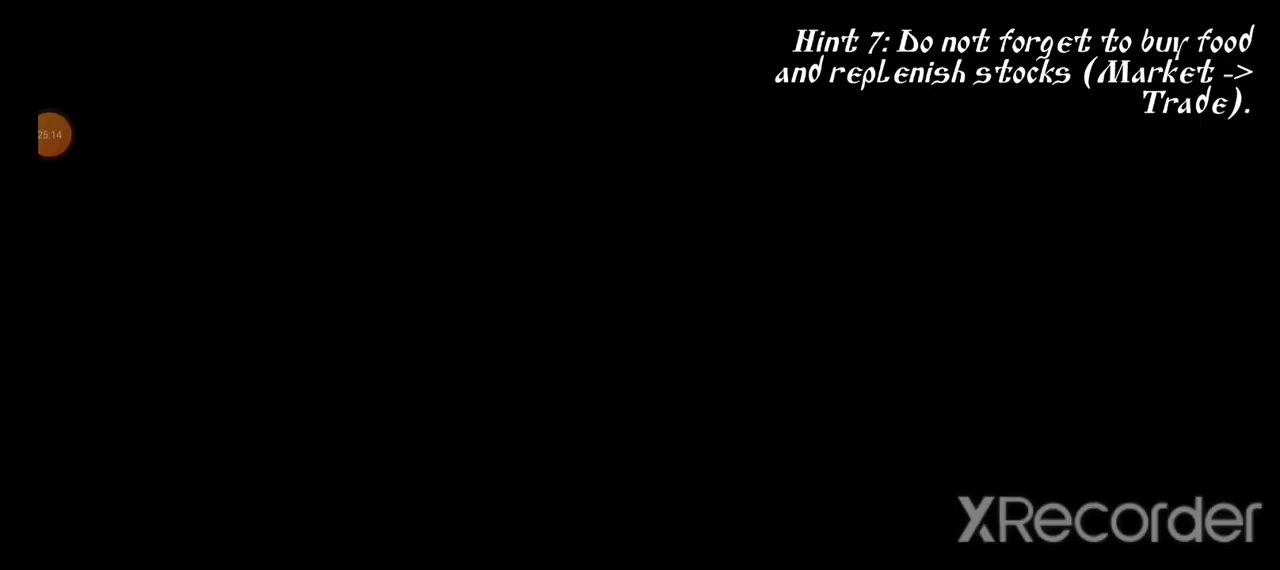 Hint 7: Do not forget to buy food
and replenish stocks (Market ->
Trade).
25:14
XRecorder